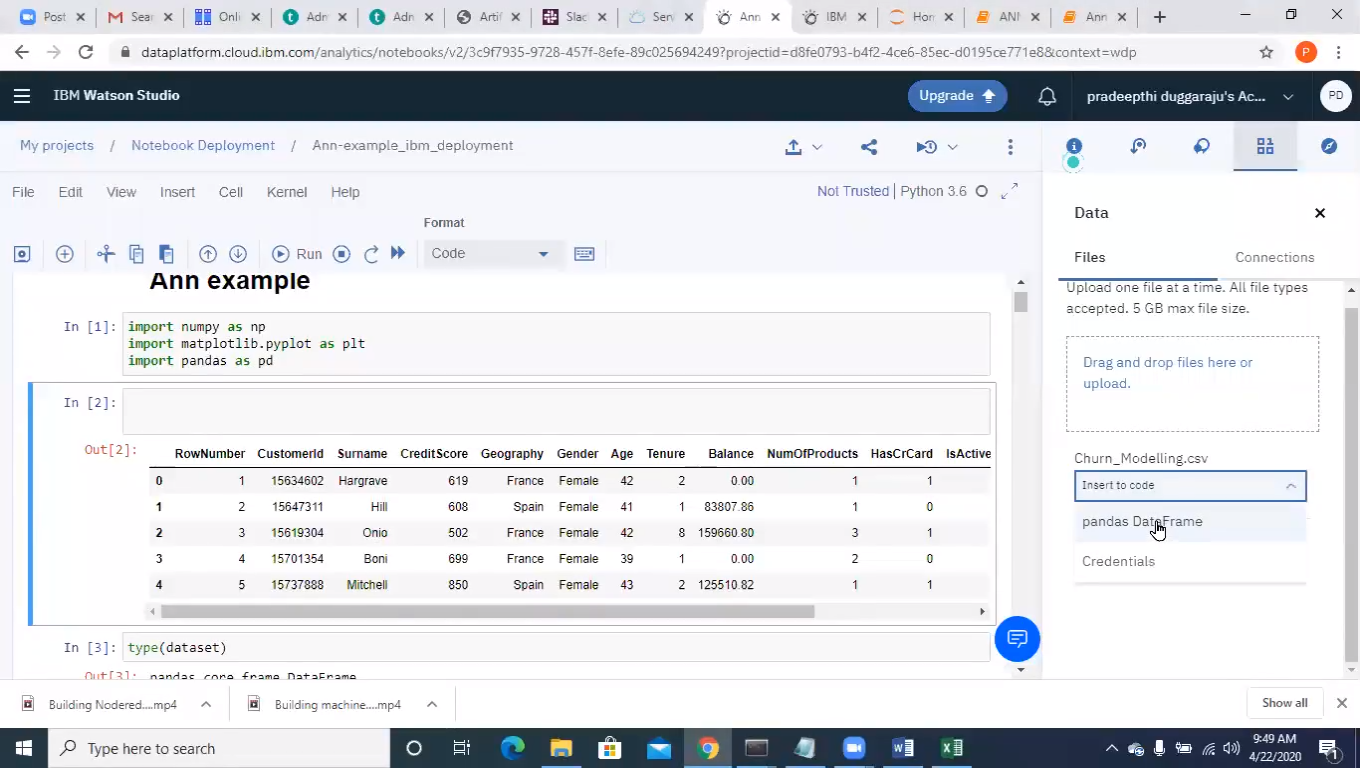 Post
Sear
Onli
Adn
Adn
Artif
Slac
Serv
Ann
IBM
Hor
ANI
Ann
dataplatform.cloud.ibm.com/analytics/notebooks/v2/3c9f7935-9728-457f-8efe-89c025694249?projectid=d8fe0793-b4f2-4ce6-85ec-d0195ce771e8&context=wdp
P
IBM Watson Studio
Upgrade
pradeepthi duggaraju's Ac...
PD
My projects / Notebook Deployment / Ann-example_ibm_deployment
File Edit View Insert Cell Kernel Help
Not Trusted | Python 3.6
Format
Run
Code
Ann example
In [1]: import numpy as np
import matplotlib.pyplot as plt
import pandas as pd
In [2]:
Out[2]: RowNumber CustomerId Surname CreditScore Geography Gender Age Tenure Balance NumOfProducts HasCrCard IsActive
0 1 15634602 Hargrave 619 France Female 42 2 0.00 1 1
1 2 15647311 Hill 608 Spain Female 41 1 83807.86 1 0
2 3 15619304 Onio 502 France Female 42 8 159660.80 3 1
3 4 15701354 Boni 699 France Female 39 1 0.00 2 0
4 5 15737888 Mitchell 850 Spain Female 43 2 125510.82 1 1
In [3]: type(dataset)
Out[3]: pandas.core.frame.DataFrame
Data
Files Connections
Upload one file at a time. All file types
accepted. 5 GB max file size.
Drag and drop files here or
upload.
Churn_Modelling.csv
Insert to code
pandas DataFrame
Credentials
Building Nodered....mp4
Building machine....mp4
Show all
Type here to search
9:49 AM
4/22/2020
1